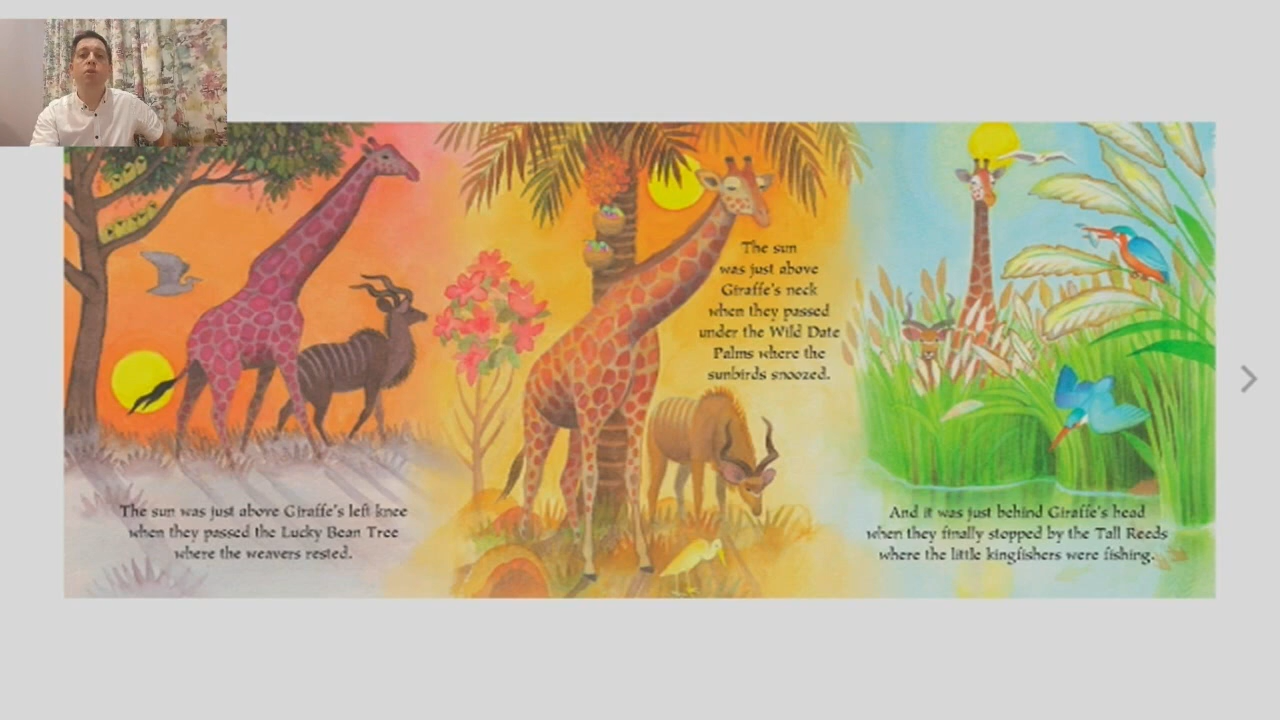 The sun was just above Giraffe's left knee
when they passed the Lucky Bean Tree
where the weavers rested.
The sun
was just above
Giraffe's neck
when they passed
under the Wild Date
Palms where the
sunbirds snoozed.
And it was just behind Giraffe's head
when they finally stopped by the Tall Reeds
where the little kingfishers were fishing.